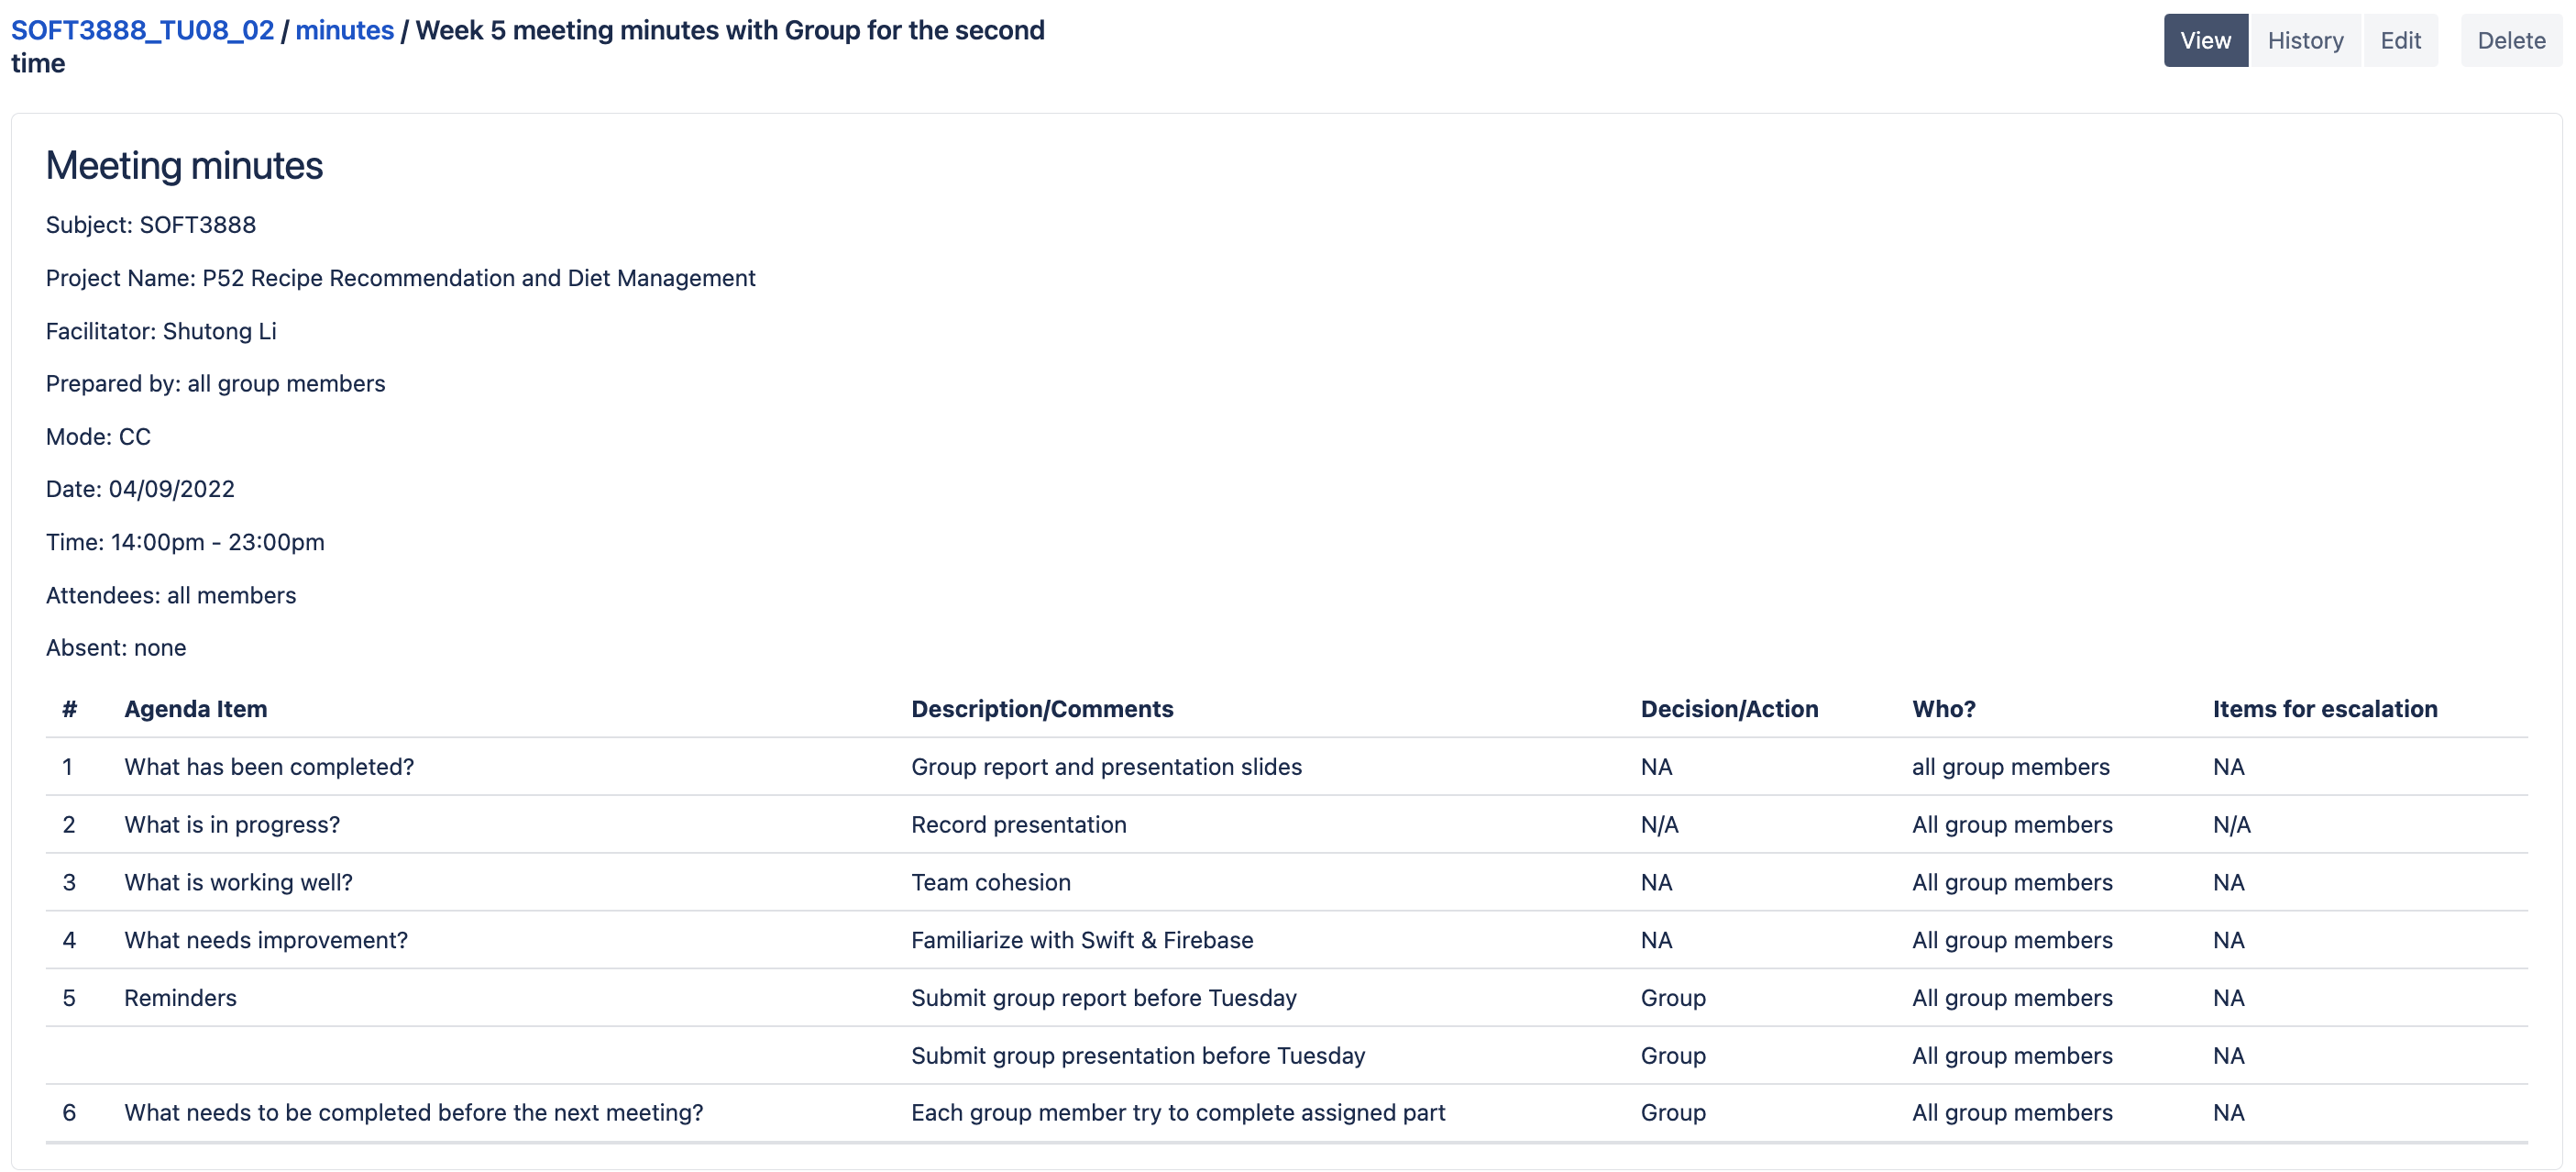 SOFT3888_TU08_02 / minutes / Week 5 meeting minutes with Group for the second
time
View History Edit Delete
Meeting minutes
Subject: SOFT3888
Project Name: P52 Recipe Recommendation and Diet Management
Facilitator: Shutong Li
Prepared by: all group members
Mode: CC
Date: 04/09/2022
Time: 14:00pm - 23:00pm
Attendees: all members
Absent: none
# Agenda Item Description/Comments Decision/Action Who? Items for escalation
1 What has been completed? Group report and presentation slides NA all group members NA
2 What is in progress? Record presentation N/A All group members N/A
3 What is working well? Team cohesion NA All group members NA
4 What needs improvement? Familiarize with Swift & Firebase NA All group members NA
5 Reminders Submit group report before Tuesday Group All group members NA
Submit group presentation before Tuesday Group All group members NA
6 What needs to be completed before the next meeting? Each group member try to complete assigned part Group All group members NA